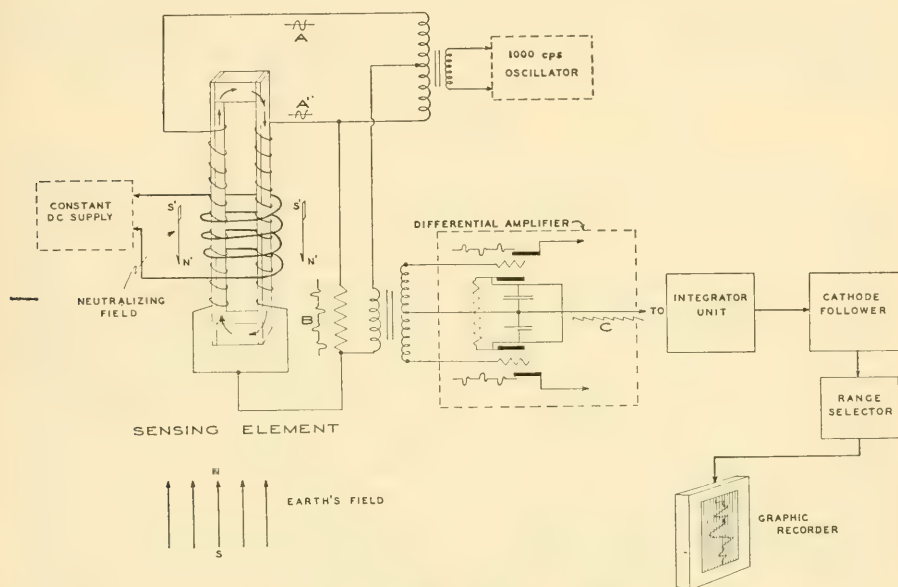 A
1000 cps
OSCILLATOR
A"
CONSTANT
DC SUPPLY
S'
S'
N'
N'
NEUTRALIZING
FIELD
B
DIFFERENTIAL AMPLIFIER
C
TO
INTEGRATOR
UNIT
CATHODE
FOLLOWER
RANGE
SELECTOR
SENSING ELEMENT
N
EARTH'S FIELD
S
GRAPHIC
RECORDER